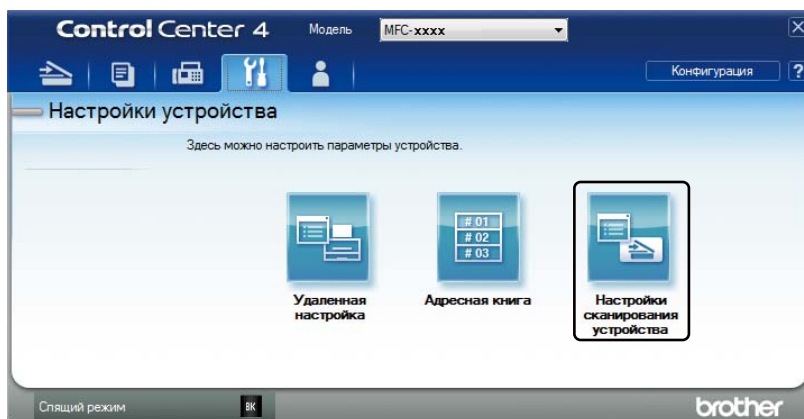 Control Center 4 Модель MFC-xxxx
Конфигурация ?
Настройки устройства
Здесь можно настроить параметры устройства.
# 01
# 02
# 03
Удаленная
настройка
Адресная книга
Настройки
сканирования
устройства
Спящий режим BK
brother